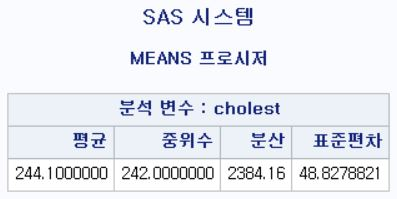 SAS 시스템
MEANS 프로시저
분석 변수 : cholest
평균 중위수 분산 표준편차
244.1000000 242.0000000 2384.16 48.8278821